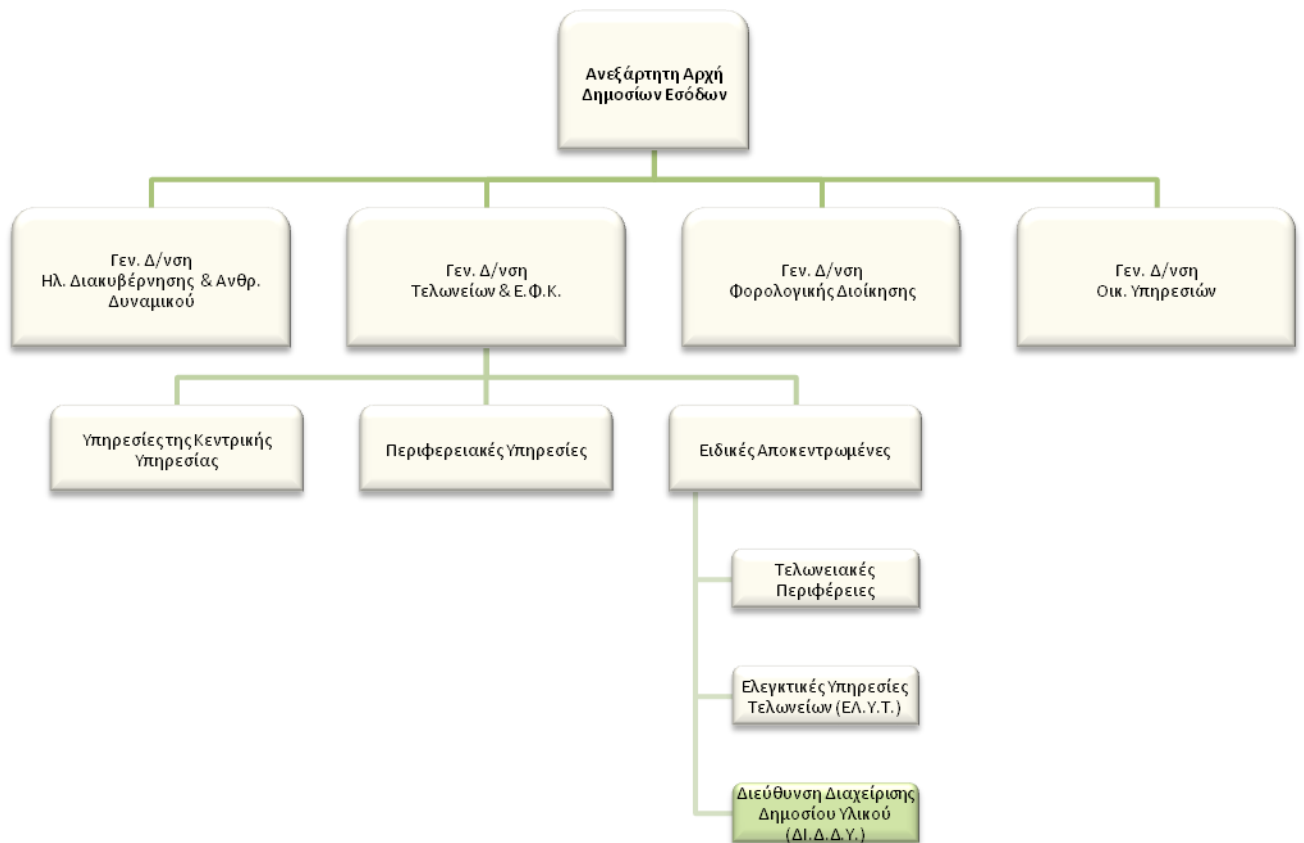 Ανεξάρτητη Αρχή
Δημοσίων Εσόδων
Γεν. Δ/νση
Ηλ. Διακυβέρνησης & Ανθρ.
Δυναμικού
Γεν. Δ/νση
Τελωνείων & Ε.Φ.Κ.
Γεν. Δ/νση
Φορολογικής Διοίκησης
Γεν. Δ/νση
Οικ. Υπηρεσιών
Υπηρεσίες της Κεντρικής
Υπηρεσίας
Περιφερειακές Υπηρεσίες
Ειδικές Αποκεντρωμένες
Τελωνειακές
Περιφέρειες
Ελεγκτικές Υπηρεσίες
Τελωνείων (ΕΛ.Υ.Τ.)
Διεύθυνση Διαχείρισης
Δημοσίου Υλικού
(ΔΙ.Δ.Δ.Υ.)